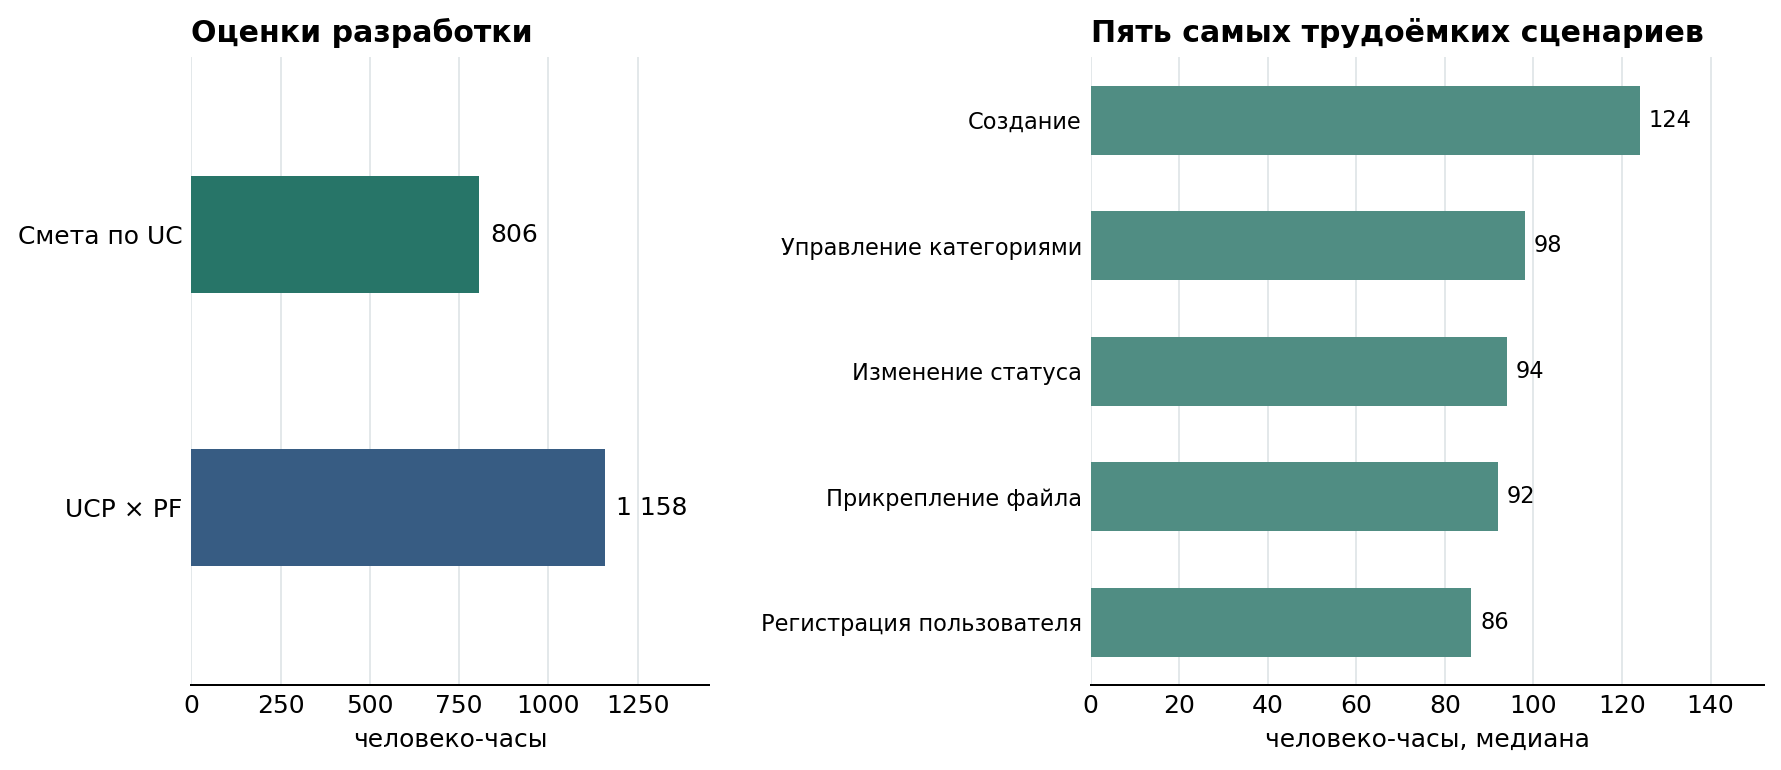 Оценки разработки
Смета по UC
806
UCP × PF
1 158
0 250 500 750 1000 1250
человеко-часы
Пять самых трудоёмких сценариев
Создание
124
Управление категориями
98
Изменение статуса
94
Прикрепление файла
92
Регистрация пользователя
86
0 20 40 60 80 100 120 140
человеко-часы, медиана